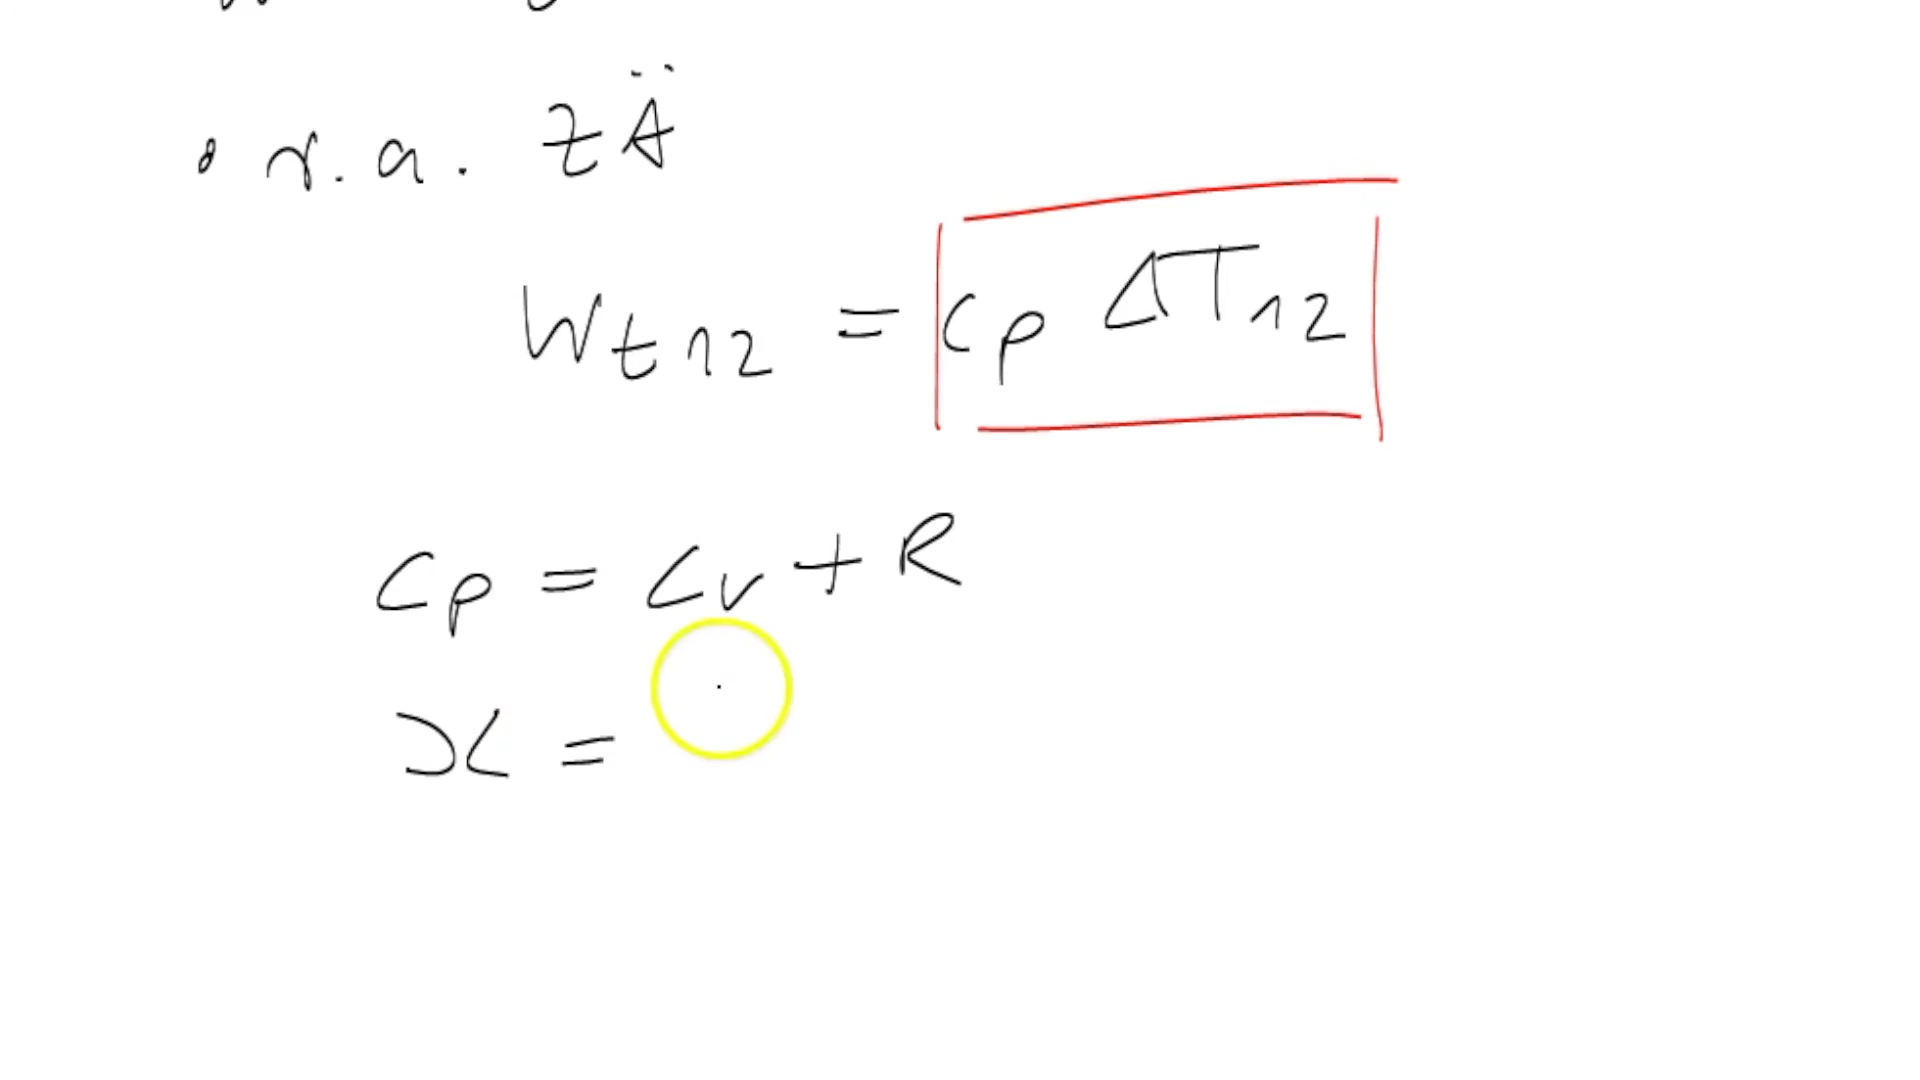 • r.a. ZÄ
Wt12 = cp ΔT12
cp = cv + R
ϰ =